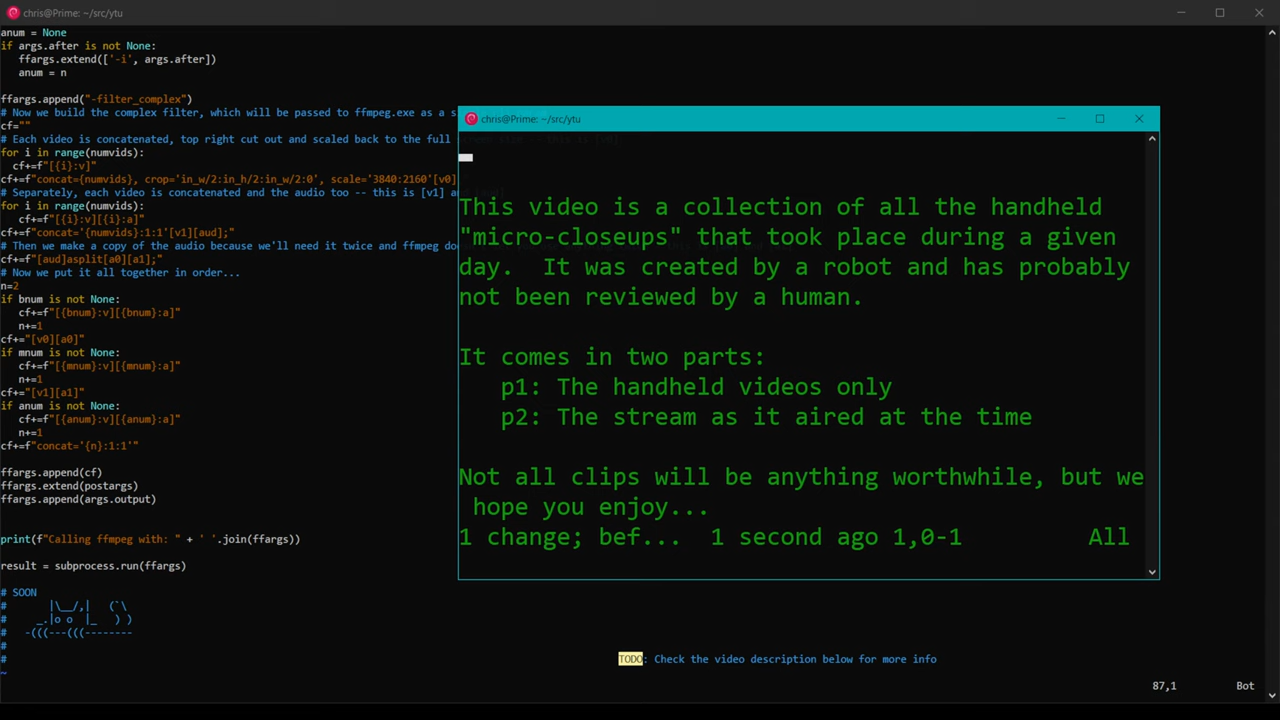 chris@Prime: ~/src/ytu
anum = None
if args.after is not None:
   ffargs.extend(['-i', args.after])
   anum = n
ffargs.append("-filter_complex")
# Now we build the complex filter, which will be passed to ffmpeg.exe as a s
cf=""
# Each video is concatenated, top right cut out and scaled back to the full
for i in range(numvids):
  cf+=f"[{i}:v]"
cf+=f"concat={numvids}, crop='in_w/2:in_h/2:in_w/2:0', scale='3840:2160'[v0]
# Separately, each video is concatenated and the audio too -- this is [v1] a
for i in range(numvids):
   cf+=f"[{i}:v][{i}:a]"
cf+=f"concat='{numvids}:1:1'[v1][aud];"
# Then we make a copy of the audio because we'll need it twice and ffmpeg do
cf+=f"[aud]asplit[a0][a1];"
# Now we put it all together in order...
n=2
if bnum is not None:
   cf+=f"[{bnum}:v][{bnum}:a]"
   n+=1
cf+="[v0][a0]"
if mnum is not None:
   cf+=f"[{mnum}:v][{mnum}:a]"
   n+=1
cf+="[v1][a1]"
if anum is not None:
   cf+=f"[{anum}:v][{anum}:a]"
   n+=1
cf+=f"concat='{n}:1:1'"
ffargs.append(cf)
ffargs.extend(postargs)
ffargs.append(args.output)
print(f"Calling ffmpeg with: " + ' '.join(ffargs))
result = subprocess.run(ffargs)
# SOON
#      |\__/,|   (`\
#    _.|o o  |_   ) )
#  -(((---(((--------
#
#
~
chris@Prime: ~/src/ytu
This video is a collection of all the handheld
"micro-closeups" that took place during a given
day.  It was created by a robot and has probably
not been reviewed by a human.
It comes in two parts:
   p1: The handheld videos only
   p2: The stream as it aired at the time
Not all clips will be anything worthwhile, but we
 hope you enjoy...
1 change; bef...  1 second ago 1,0-1         All
TODO: Check the video description below for more info
87,1          Bot